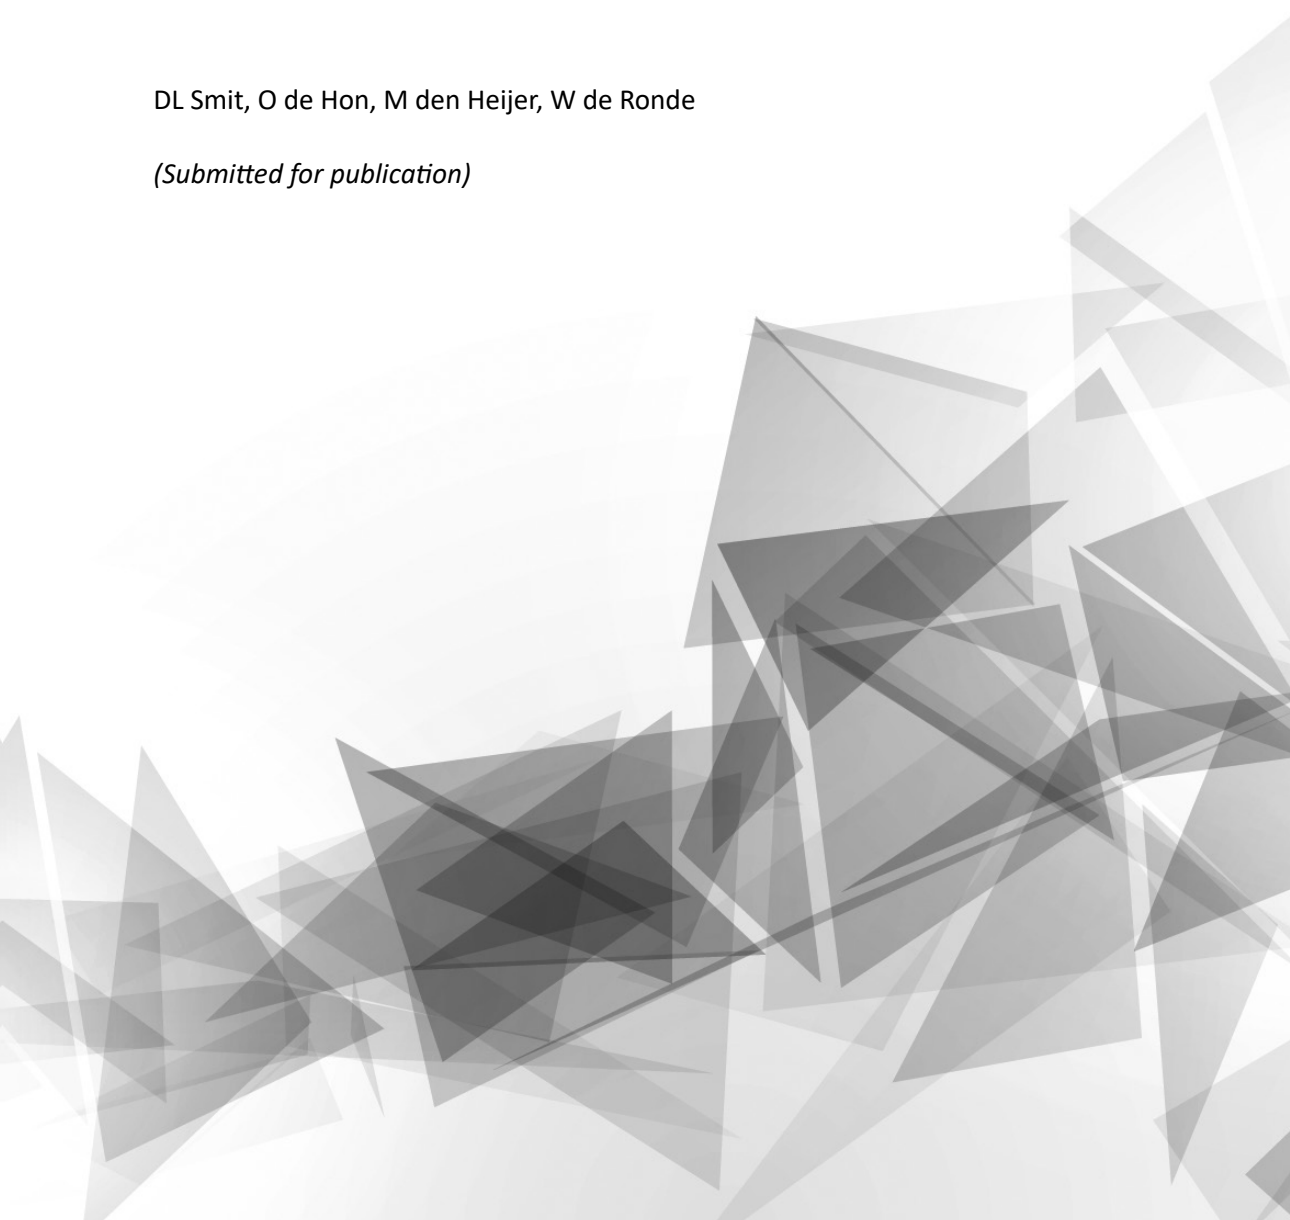 DL Smit, O de Hon, M den Heijer, W de Ronde
(Submitted for publication)